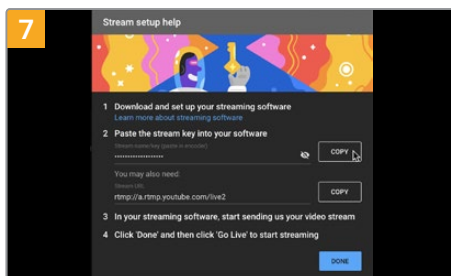 7
Stream setup help
1 Download and set up your streaming software
Learn more about streaming software
2 Paste the stream key into your software
Stream name/key (paste in encoder)
••••••••••••••••••••
COPY
You may also need:
Stream URL
rtmp://a.rtmp.youtube.com/live2
COPY
3 In your streaming software, start sending us your video stream
4 Click 'Done' and then click 'Go Live' to start streaming
DONE